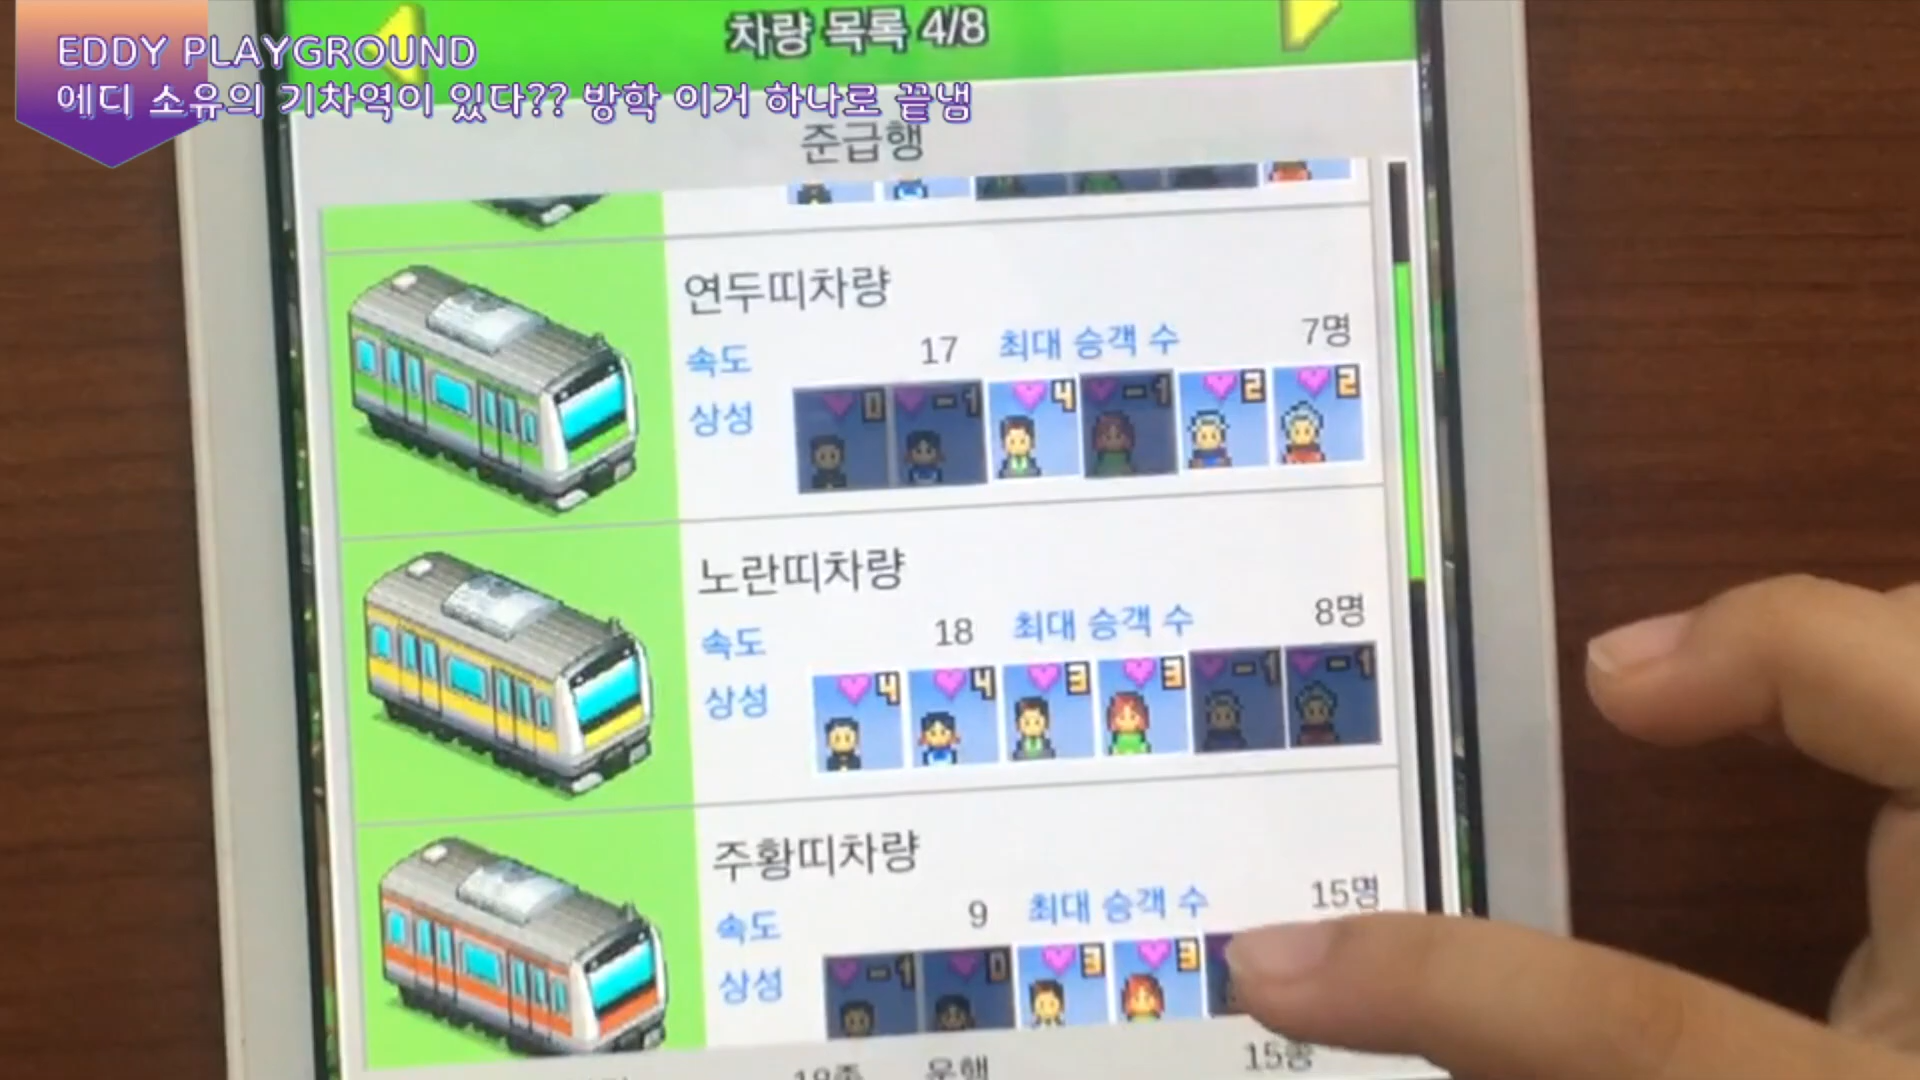 차량 목록 4/8
EDDY PLAYGROUND
에디 소유의 기차역이 있다?? 방학 이거 하나로 끝냄
준급행
연두띠차량
속도 17 최대 승객 수 7명
상성 0 -1 4 -1 2 2
노란띠차량
속도 18 최대 승객 수 8명
상성 4 4 3 3 -1 -1
주황띠차량
속도 9 최대 승객 수 15명
상성 -1 0 3 3
운행